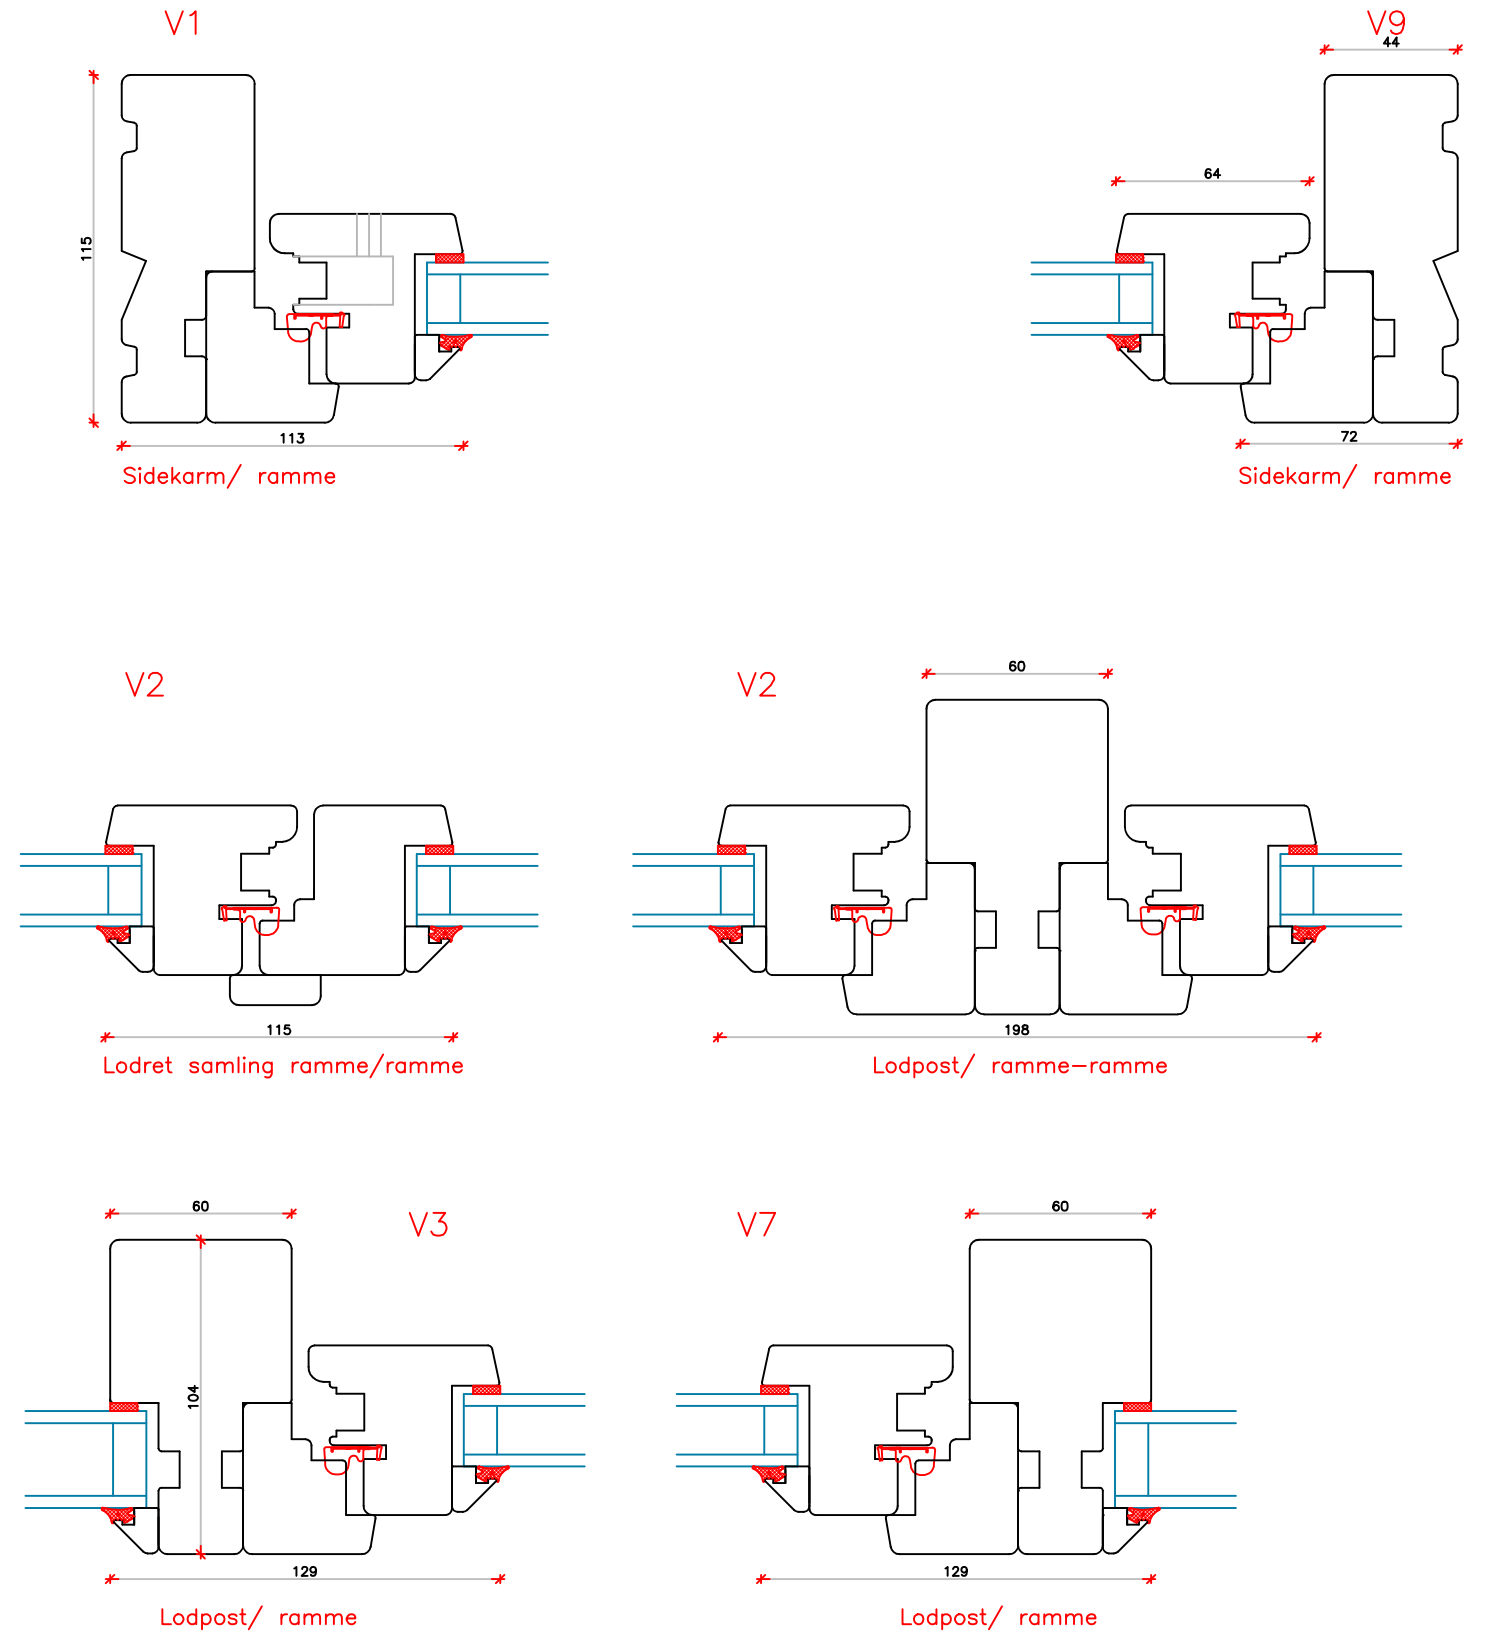 V1
V9
44
64
115
113
72
Sidekarm/ ramme
Sidekarm/ ramme
V2
V2
60
115
198
Lodret samling ramme/ramme
Lodpost/ ramme-ramme
60
V3
V7
60
104
129
129
Lodpost/ ramme
Lodpost/ ramme